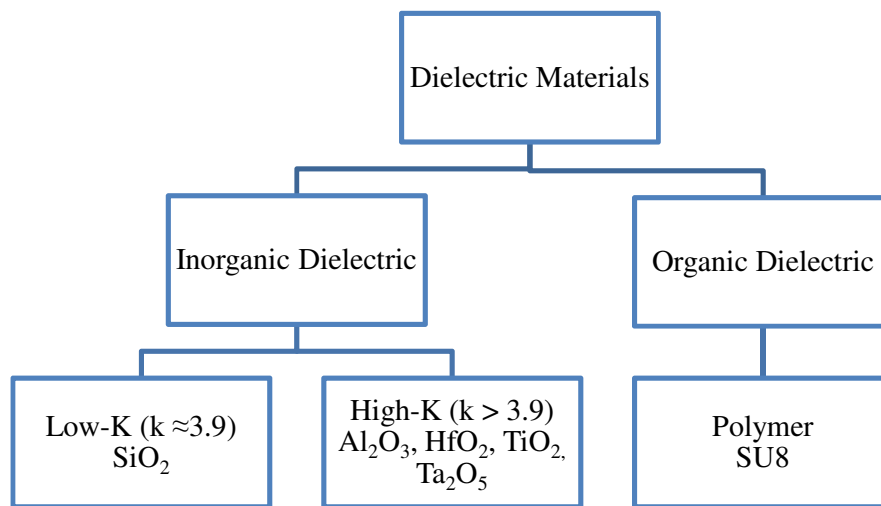 Dielectric Materials
Inorganic Dielectric
Organic Dielectric
Low-K (k ≈3.9)
SiO₂
High-K (k > 3.9)
Al₂O₃, HfO₂, TiO₂,
Ta₂O₅
Polymer
SU8